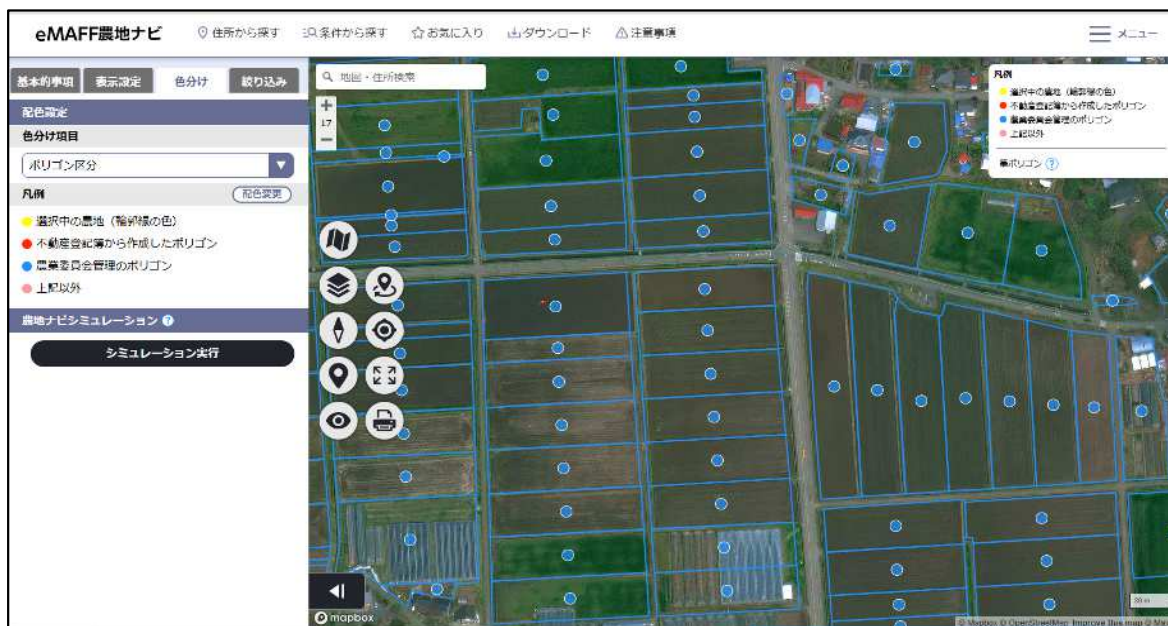 eMAFF農地ナビ
住所から探す
条件から探す
お気に入り
ダウンロード
注意事項
メニュー
基本的事項
表示設定
色分け
絞り込み
配色設定
色分け項目
ポリゴン区分
凡例
配色変更
選択中の農地（輪郭線の色）
不動産登記簿から作成したポリゴン
農業委員会管理のポリゴン
上記以外
農地ナビシミュレーション ?
シミュレーション実行
地図・住所検索
+
17
−
凡例
選択中の農地（輪郭線の色）
不動産登記簿から作成したポリゴン
農業委員会管理のポリゴン
上記以外
筆ポリゴン ?
mapbox
© Mapbox © OpenStreetMap Improve this map